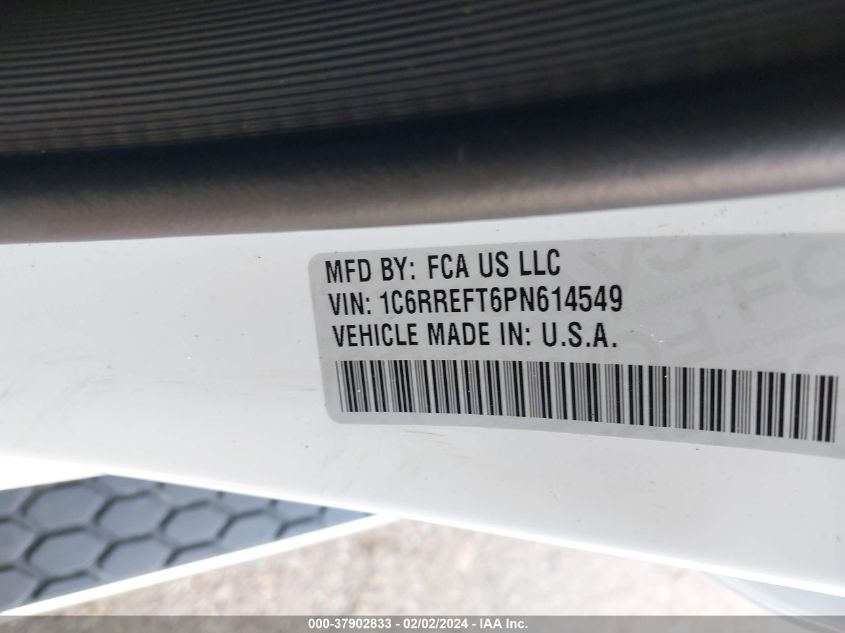 MFD BY: FCA US LLC
VIN: 1C6RREFT6PN614549
VEHICLE MADE IN: U.S.A.
000-37902833 - 02/02/2024 - IAA Inc.